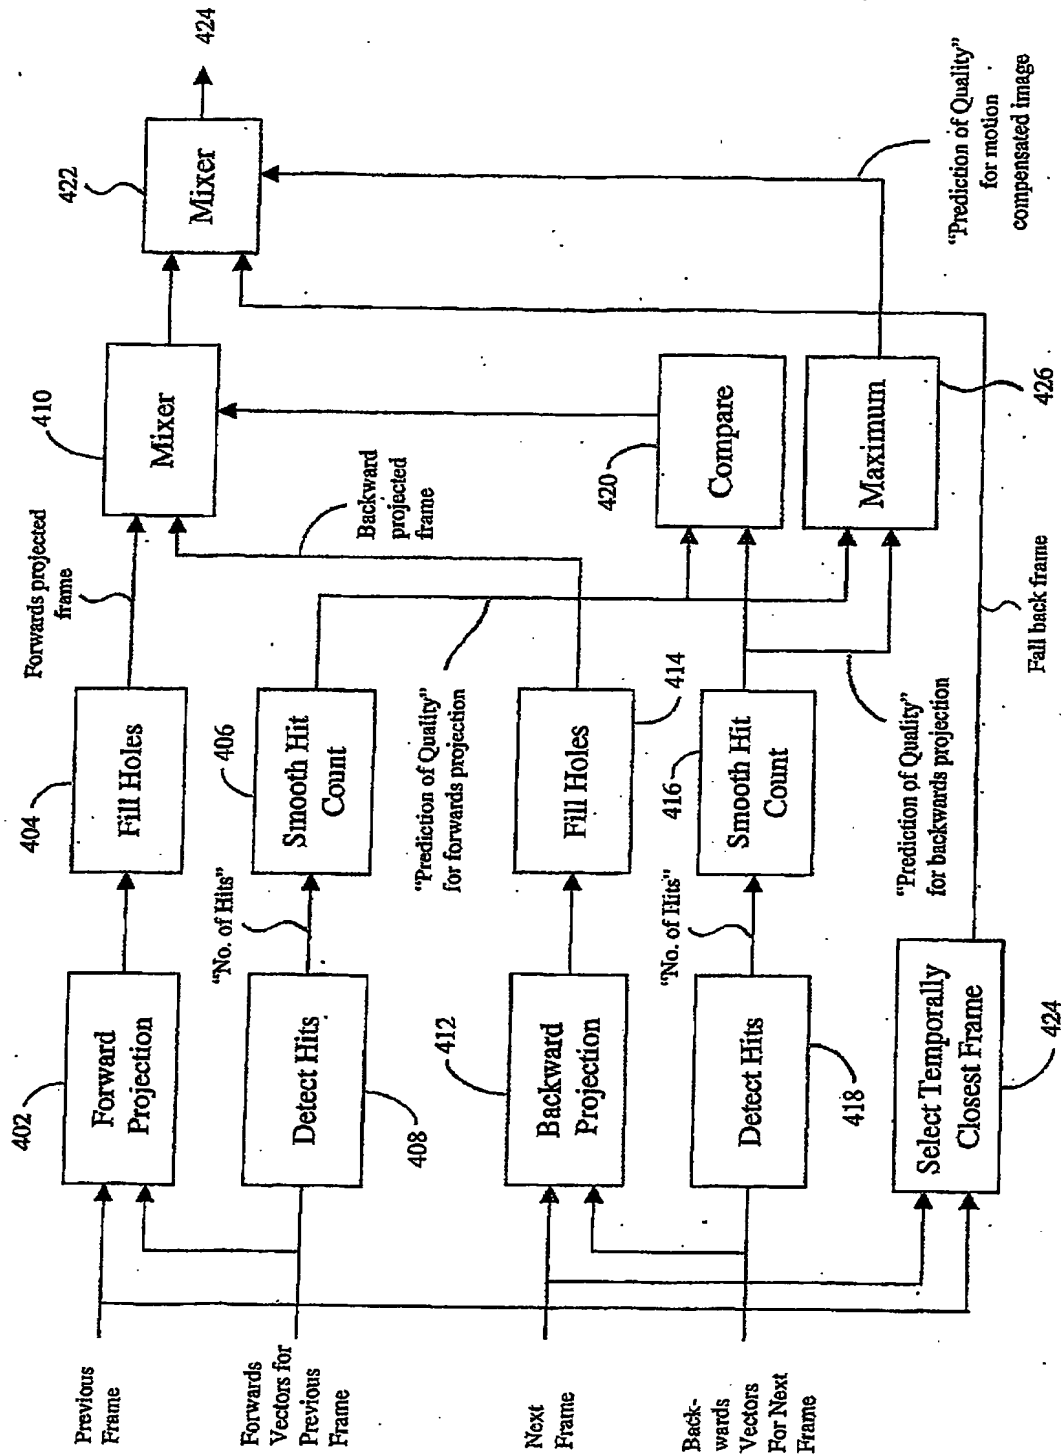 Previous
Frame
Forwards
Vectors for
Previous
Frame
Next
Frame
Back-
wards
Vectors
For Next
Frame
402
Forward
Projection
404
Fill Holes
Forwards projected
frame
410
Mixer
422
Mixer
424
Detect Hits
408
"No. of Hits"
406
Smooth Hit
Count
"Prediction of Quality"
for forwards projection
Backward
projected
frame
412
Backward
Projection
Fill Holes
414
420
Compare
Detect Hits
418
"No. of Hits"
416
Smooth Hit
Count
"Prediction of Quality"
for backwards projection
Maximum
426
"Prediction of Quality"
for motion
compensated image
Select Temporally
Closest Frame
424
Fall back frame